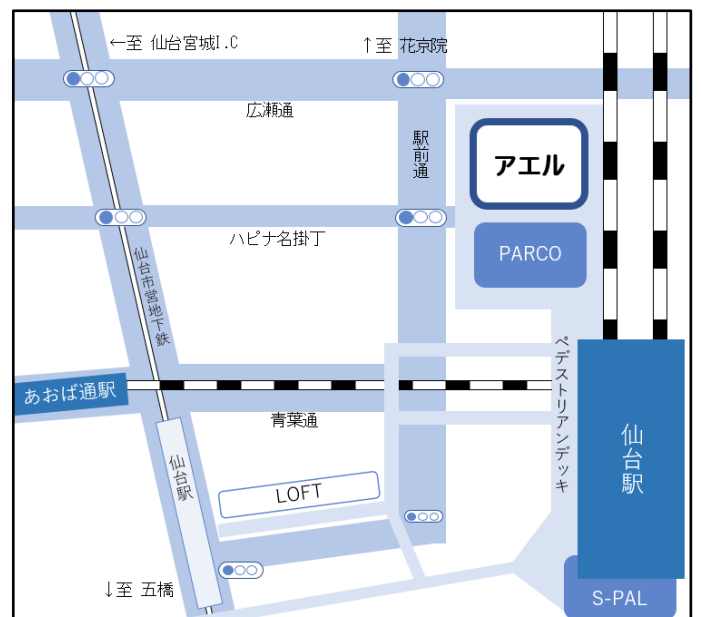 ←至 仙台宮城I.C
↑至 花京院
広瀬通
駅前通
アエル
ハピナ名掛丁
PARCO
仙台市営地下鉄
ペデストリアンデッキ
あおば通駅
青葉通
仙台駅
仙台駅
LOFT
↓至 五橋
S-PAL